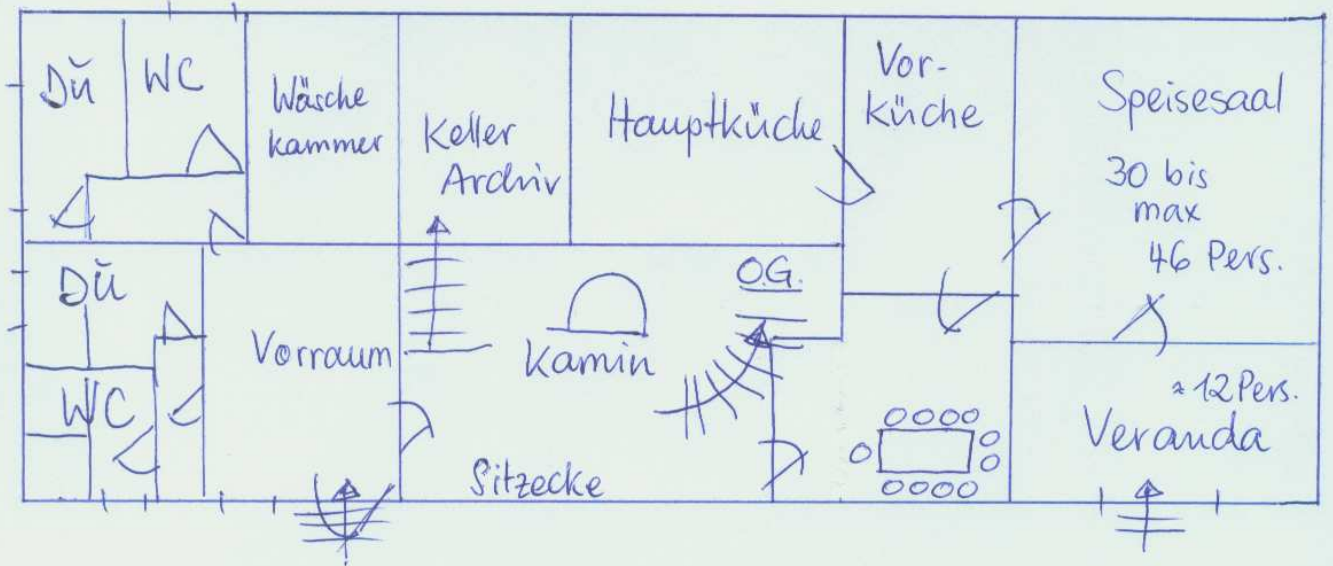 Dü
WC
Wäsche
kammer
Keller
Archiv
Hauptküche
Vor-
küche
Speisesaal
30 bis
max
46 Pers.
Dü
WC
Vorraum
Kamin
O.G.
Sitzecke
≈ 12 Pers.
Veranda